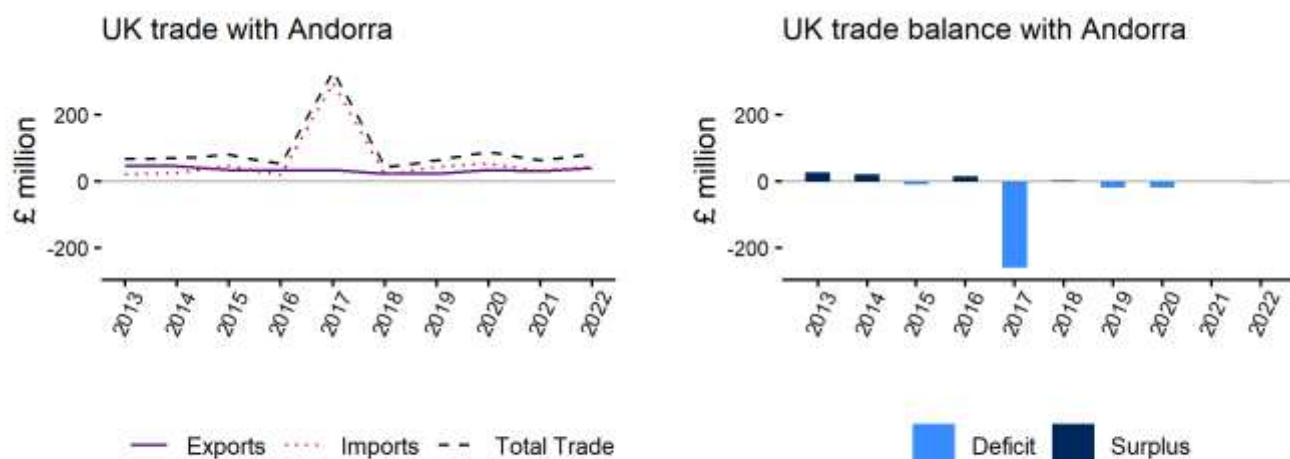 UK trade with Andorra
£ million
200
0
-200
2013
2014
2015
2016
2017
2018
2019
2020
2021
2022
Exports
Imports
Total Trade
UK trade balance with Andorra
£ million
200
0
-200
2013
2014
2015
2016
2017
2018
2019
2020
2021
2022
Deficit
Surplus